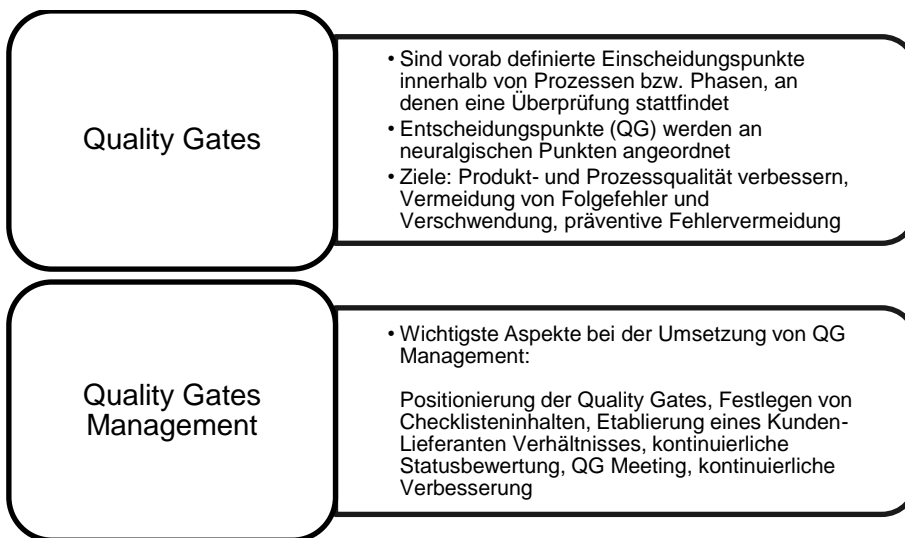 Quality Gates
• Sind vorab definierte Einscheidungspunkte
innerhalb von Prozessen bzw. Phasen, an
denen eine Überprüfung stattfindet
• Entscheidungspunkte (QG) werden an
neuralgischen Punkten angeordnet
• Ziele: Produkt- und Prozessqualität verbessern,
Vermeidung von Folgefehler und
Verschwendung, präventive Fehlervermeidung
Quality Gates
Management
• Wichtigste Aspekte bei der Umsetzung von QG
Management:
Positionierung der Quality Gates, Festlegen von
Checklisteninhalten, Etablierung eines Kunden-
Lieferanten Verhältnisses, kontinuierliche
Statusbewertung, QG Meeting, kontinuierliche
Verbesserung